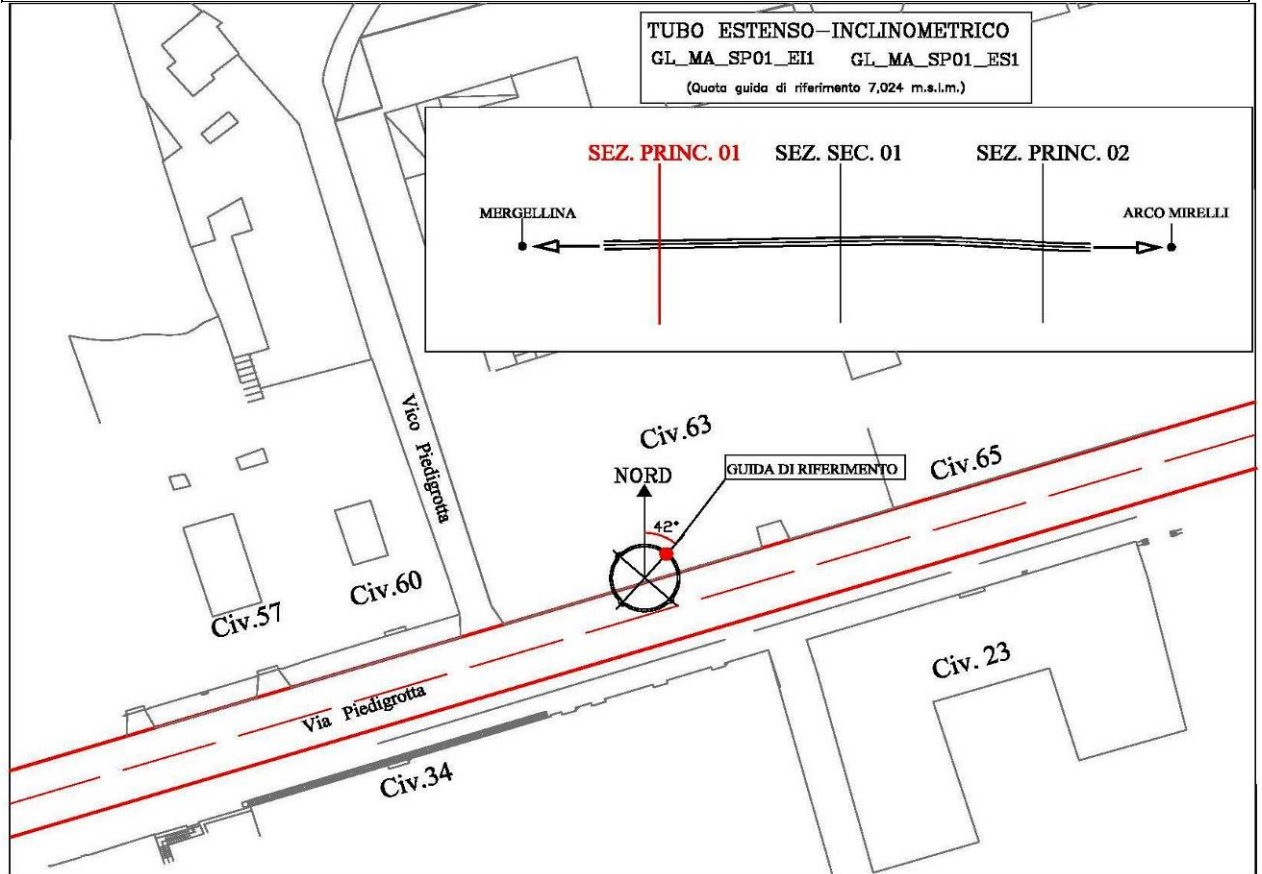 TUBO ESTENSO-INCLINOMETRICO
GL_MA_SP01_EI1 GL_MA_SP01_ES1
(Quota guida di riferimento 7,024 m.s.l.m.)
SEZ. PRINC. 01 SEZ. SEC. 01 SEZ. PRINC. 02
MERGELLINA ARCO MIRELLI
Vico Piedigrotta
Civ.63
Civ.65
NORD
GUIDA DI RIFERIMENTO
42°
Civ.60
Civ.57
Civ. 23
Via Piedigrotta
Civ.34